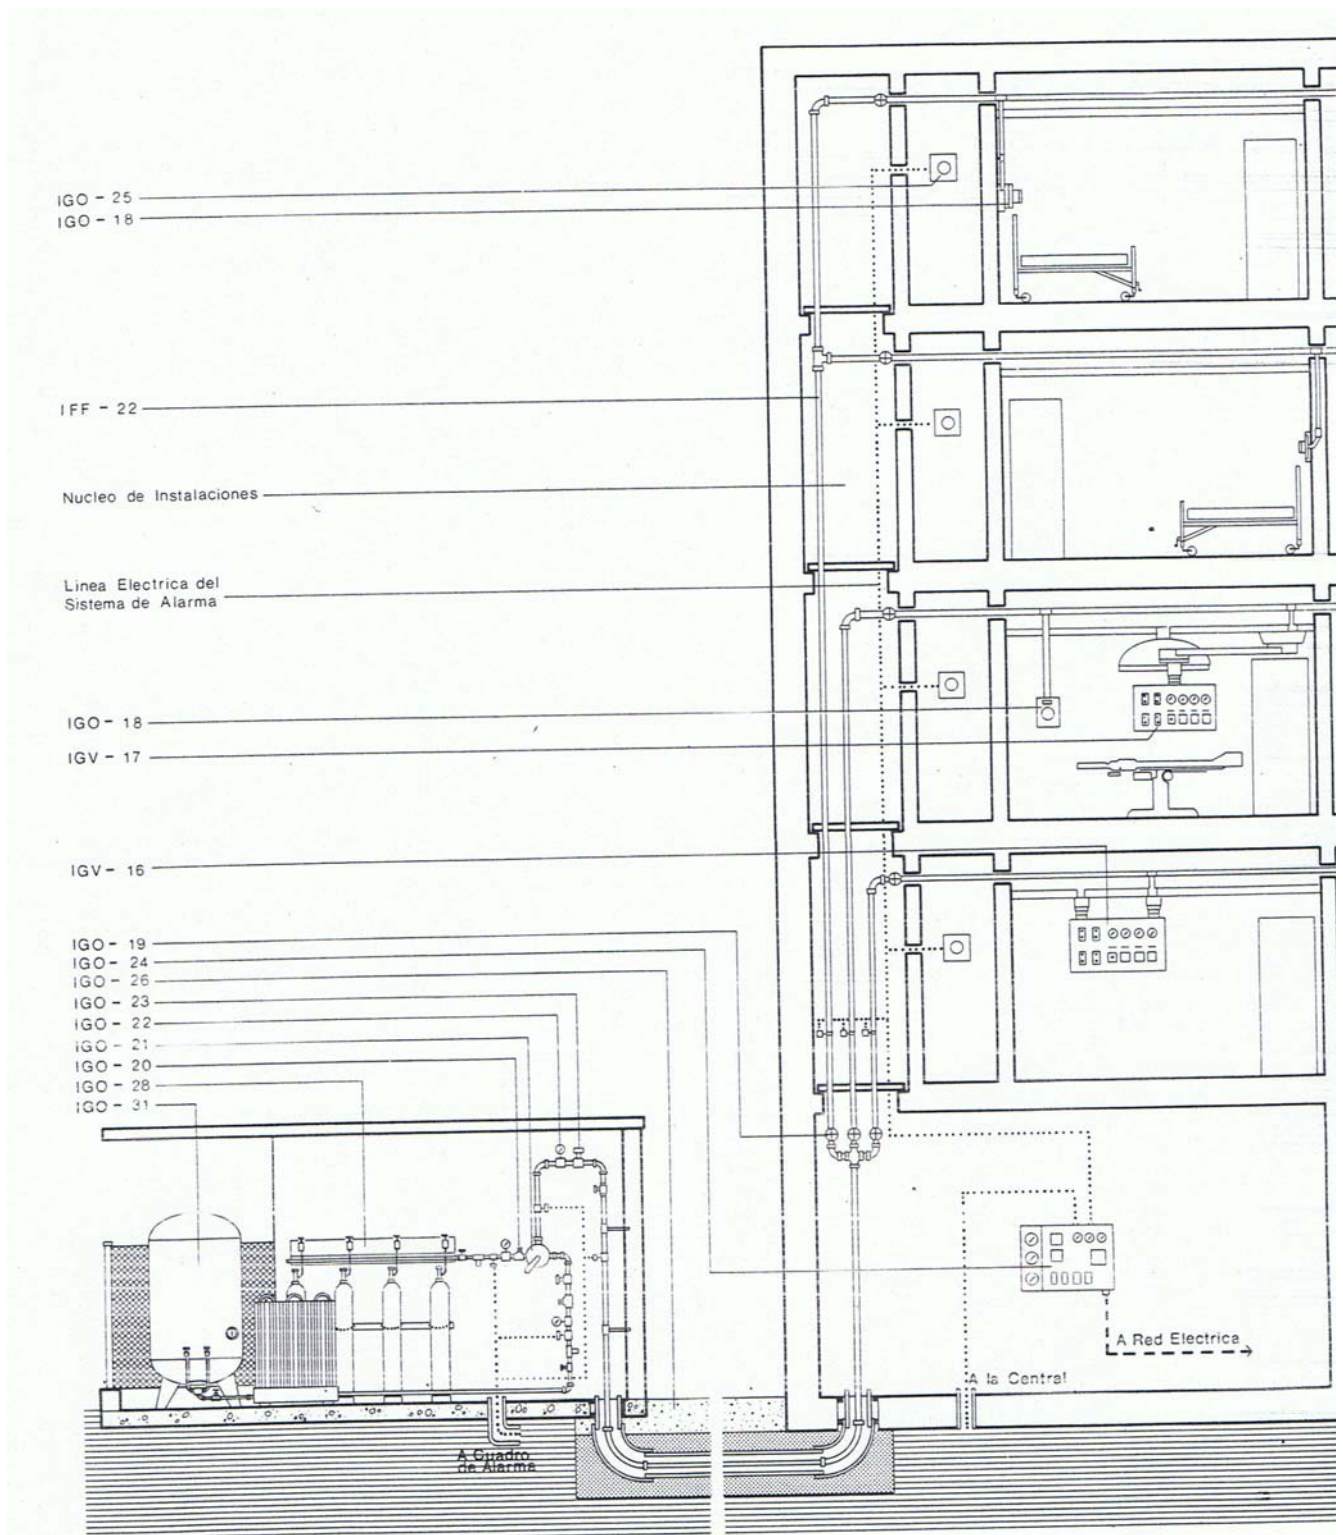 IGO - 25
IGO - 18
IFF - 22
Nucleo de Instalaciones
Linea Electrica del
Sistema de Alarma
IGO - 18
IGV - 17
IGV - 16
IGO - 19
IGO - 24
IGO - 26
IGO - 23
IGO - 22
IGO - 21
IGO - 20
IGO - 28
IGO - 31
A Red Electrica
A la Central
A Cuadro
de Alarma